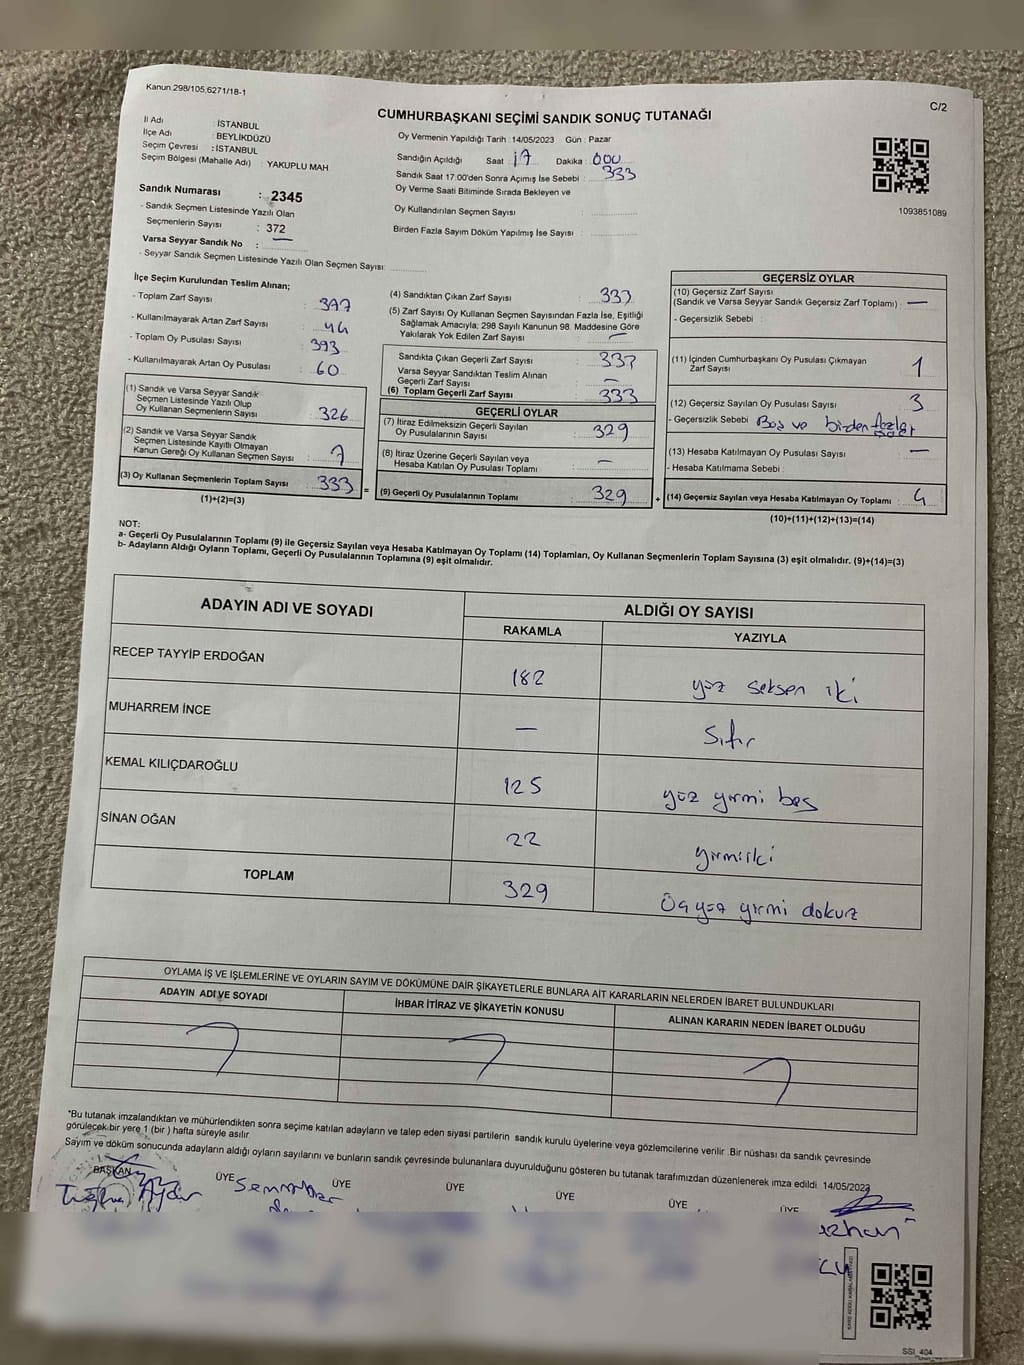 Kanun.298/105,6271/18-1
C/2
CUMHURBAŞKANI SEÇİMİ SANDIK SONUÇ TUTANAĞI
İl Adı : İSTANBUL
İlçe Adı : BEYLİKDÜZÜ
Seçim Çevresi : İSTANBUL
Seçim Bölgesi (Mahalle Adı) : YAKUPLU MAH
Oy Vermenin Yapıldığı Tarih : 14/05/2023 Gün : Pazar
Sandığın Açıldığı Saat : 17 Dakika : 000
Sandık Saat 17:00'den Sonra Açmış İse Sebebi : 333
Oy Verme Saati Bitiminde Sırada Bekleyen ve
Oy Kullandırılan Seçmen Sayısı :
Birden Fazla Sayım Döküm Yapılmış İse Sayısı :
1093851089
Sandık Numarası : 2345
- Sandık Seçmen Listesinde Yazılı Olan
Seçmenlerin Sayısı : 372
Varsa Seyyar Sandık No : —
- Seyyar Sandık Seçmen Listesinde Yazılı Olan Seçmen Sayısı:
İlçe Seçim Kurulundan Teslim Alınan;
- Toplam Zarf Sayısı : 397
- Kullanılmayarak Artan Zarf Sayısı : 44
- Toplam Oy Pusulası Sayısı : 393
- Kullanılmayarak Artan Oy Pusulası : 60
(1) Sandık ve Varsa Seyyar Sandık
Seçmen Listesinde Yazılı Olup
Oy Kullanan Seçmenlerin Sayısı : 326
(2) Sandık ve Varsa Seyyar Sandık
Seçmen Listesinde Kayıtlı Olmayan
Kanun Gereği Oy Kullanan Seçmen Sayısı : 7
(3) Oy Kullanan Seçmenlerin Toplam Sayısı : 333 =
(1)+(2)=(3)
(4) Sandıktan Çıkan Zarf Sayısı : 333
(5) Zarf Sayısı Oy Kullanan Seçmen Sayısından Fazla İse, Eşitliği
Sağlamak Amacıyla; 298 Sayılı Kanunun 98. Maddesine Göre
Yakılarak Yok Edilen Zarf Sayısı : —
Sandıkta Çıkan Geçerli Zarf Sayısı : 333
Varsa Seyyar Sandıktan Teslim Alınan
Geçerli Zarf Sayısı : —
(6) Toplam Geçerli Zarf Sayısı : 333
GEÇERLİ OYLAR
(7) İtiraz Edilmeksizin Geçerli Sayılan
Oy Pusulalarının Sayısı : 329
(8) İtiraz Üzerine Geçerli Sayılan veya
Hesaba Katılan Oy Pusulası Toplamı : —
(9) Geçerli Oy Pusulalarının Toplamı : 329 +
GEÇERSİZ OYLAR
(10) Geçersiz Zarf Sayısı
(Sandık ve Varsa Seyyar Sandık Geçersiz Zarf Toplamı) : —
- Geçersizlik Sebebi :
(11) İçinden Cumhurbaşkanı Oy Pusulası Çıkmayan
Zarf Sayısı : 1
(12) Geçersiz Sayılan Oy Pusulası Sayısı : 3
- Geçersizlik Sebebi : Boş ve birden fazla
(13) Hesaba Katılmayan Oy Pusulası Sayısı : —
- Hesaba Katılmama Sebebi :
(14) Geçersiz Sayılan veya Hesaba Katılmayan Oy Toplamı : 4
(10)+(11)+(12)+(13)=(14)
NOT:
a- Geçerli Oy Pusulalarının Toplamı (9) ile Geçersiz Sayılan veya Hesaba Katılmayan Oy Toplamı (14) Toplamları, Oy Kullanan Seçmenlerin Toplam Sayısına (3) eşit olmalıdır. (9)+(14)=(3)
b- Adayların Aldığı Oyların Toplamı, Geçerli Oy Pusulalarının Toplamına (9) eşit olmalıdır.
ADAYIN ADI VE SOYADI ALDIĞI OY SAYISI
RAKAMLA YAZIYLA
RECEP TAYYİP ERDOĞAN 182 yüz seksen iki
MUHARREM İNCE — Sıfır
KEMAL KILIÇDAROĞLU 125 yüz yirmi beş
SİNAN OĞAN 22 yirmiiki
TOPLAM 329 Üçyüz yirmi dokuz
OYLAMA İŞ VE İŞLEMLERİNE VE OYLARIN SAYIM VE DÖKÜMÜNE DAİR ŞİKAYETLERLE BUNLARA AİT KARARLARIN NELERDEN İBARET BULUNDUKLARI
ADAYIN ADI VE SOYADI İHBAR İTİRAZ VE ŞİKAYETİN KONUSU ALINAN KARARIN NEDEN İBARET OLDUĞU
*Bu tutanak imzalandıktan ve mühürlendikten sonra seçime katılan adayların ve talep eden siyasi partilerin sandık kurulu üyelerine veya gözlemcilerine verilir .Bir nüshası da sandık çevresinde
görülecek bir yere 1 (bir ) hafta süreyle asılır.
Sayım ve döküm sonucunda adayların aldığı oyların sayılarını ve bunların sandık çevresinde bulunanlara duyurulduğunu gösteren bu tutanak tarafımızdan düzenlenerek imza edildi. 14/05/2023
BAŞKAN ÜYE ÜYE ÜYE ÜYE ÜYE ÜYE
SSI_404